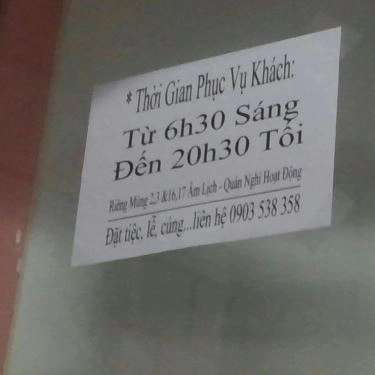 * Thời Gian Phục Vụ Khách:
Từ 6h30 Sáng
Đến 20h30 Tối
Riêng Mùng 2,3 &16,17 Âm Lịch - Quán Nghỉ Hoạt Động
Đặt tiệc, lễ, cúng,...liên hệ 0903 538 358